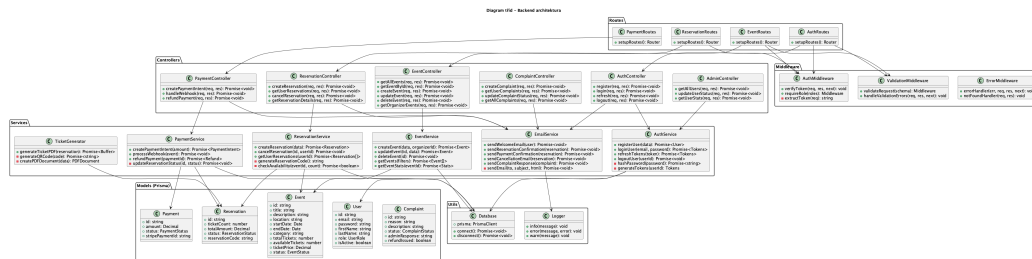 Diagram tříd - Backend architektura
Routes
PaymentRoutes
setupRoutes(): Router
ReservationRoutes
setupRoutes(): Router
EventRoutes
setupRoutes(): Router
AuthRoutes
setupRoutes(): Router
Controllers
PaymentController
createPaymentIntent(req, res): Promise<void>
handleWebhook(req, res): Promise<void>
refundPayment(req, res): Promise<void>
ReservationController
createReservation(req, res): Promise<void>
getUserReservations(req, res): Promise<void>
cancelReservation(req, res): Promise<void>
getReservationDetails(req, res): Promise<void>
EventController
getAllEvents(req, res): Promise<void>
getEventById(req, res): Promise<void>
createEvent(req, res): Promise<void>
updateEvent(req, res): Promise<void>
deleteEvent(req, res): Promise<void>
getOrganizerEvents(req, res): Promise<void>
ComplaintController
createComplaint(req, res): Promise<void>
getUserComplaints(req, res): Promise<void>
updateComplaintStatus(req, res): Promise<void>
getAllComplaints(req, res): Promise<void>
AuthController
register(req, res): Promise<void>
login(req, res): Promise<void>
refresh(req, res): Promise<void>
logout(req, res): Promise<void>
AdminController
getAllUsers(req, res): Promise<void>
updateUserStatus(req, res): Promise<void>
getUserStats(req, res): Promise<void>
Middleware
AuthMiddleware
verifyToken(req, res, next): void
requireRole(roles): Middleware
extractToken(req): string
ValidationMiddleware
validateRequest(schema): Middleware
handleValidationErrors(req, res, next): void
ErrorMiddleware
errorHandler(err, req, res, next): void
notFoundHandler(req, res): void
Services
TicketGenerator
generateTicketPDF(reservation): Promise<Buffer>
generateQRCode(data): Promise<string>
createPDFDocument(data): PDFDocument
PaymentService
createPaymentIntent(amount): Promise<PaymentIntent>
processWebhook(event): Promise<void>
refundPayment(paymentId): Promise<Refund>
updateReservationStatus(id, status): Promise<void>
ReservationService
createReservation(data): Promise<Reservation>
cancelReservation(id, userId): Promise<void>
getUserReservations(userId): Promise<Reservation[]>
generateReservationCode(): string
checkAvailability(eventId, count): Promise<boolean>
EventService
createEvent(data, organizerId): Promise<Event>
updateEvent(id, data): Promise<Event>
deleteEvent(id): Promise<void>
getEvents(filters): Promise<Event[]>
getEventStatistics(eventId): Promise<Stats>
EmailService
sendWelcomeEmail(user): Promise<void>
sendReservationConfirmation(reservation): Promise<void>
sendPaymentConfirmation(payment): Promise<void>
sendCancellationEmail(reservation): Promise<void>
sendComplaintResponse(complaint): Promise<void>
sendEmail(to, subject, html): Promise<void>
AuthService
registerUser(data): Promise<User>
loginUser(email, password): Promise<Tokens>
refreshTokens(token): Promise<Tokens>
logoutUser(userId): Promise<void>
hashPassword(password): Promise<string>
generateTokens(userId): Tokens
Models (Prisma)
Payment
id: string
amount: Decimal
status: PaymentStatus
stripePaymentId: string
Reservation
id: string
ticketCount: number
totalAmount: Decimal
status: ReservationStatus
reservationCode: string
Event
id: string
title: string
description: string
location: string
startDate: Date
endDate: Date
category: string
totalTickets: number
availableTickets: number
ticketPrice: Decimal
status: EventStatus
User
id: string
email: string
password: string
firstName: string
lastName: string
role: UserRole
isActive: boolean
Complaint
id: string
reason: string
description: string
status: ComplaintStatus
adminResponse: string
refundIssued: boolean
Utils
Database
prisma: PrismaClient
connect(): Promise<void>
disconnect(): Promise<void>
Logger
info(message): void
error(message, error): void
warn(message): void